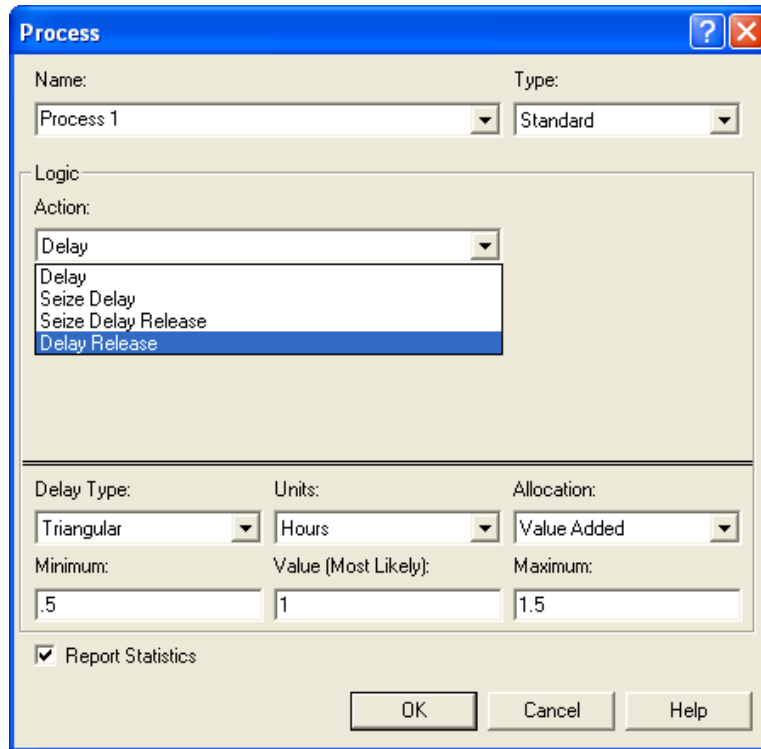 Process
Name: Type:
Process 1 Standard
Logic
Action:
Delay
Delay
Seize Delay
Seize Delay Release
Delay Release
Delay Type: Units: Allocation:
Triangular Hours Value Added
Minimum: Value (Most Likely): Maximum:
.5 1 1.5
Report Statistics
OK Cancel Help